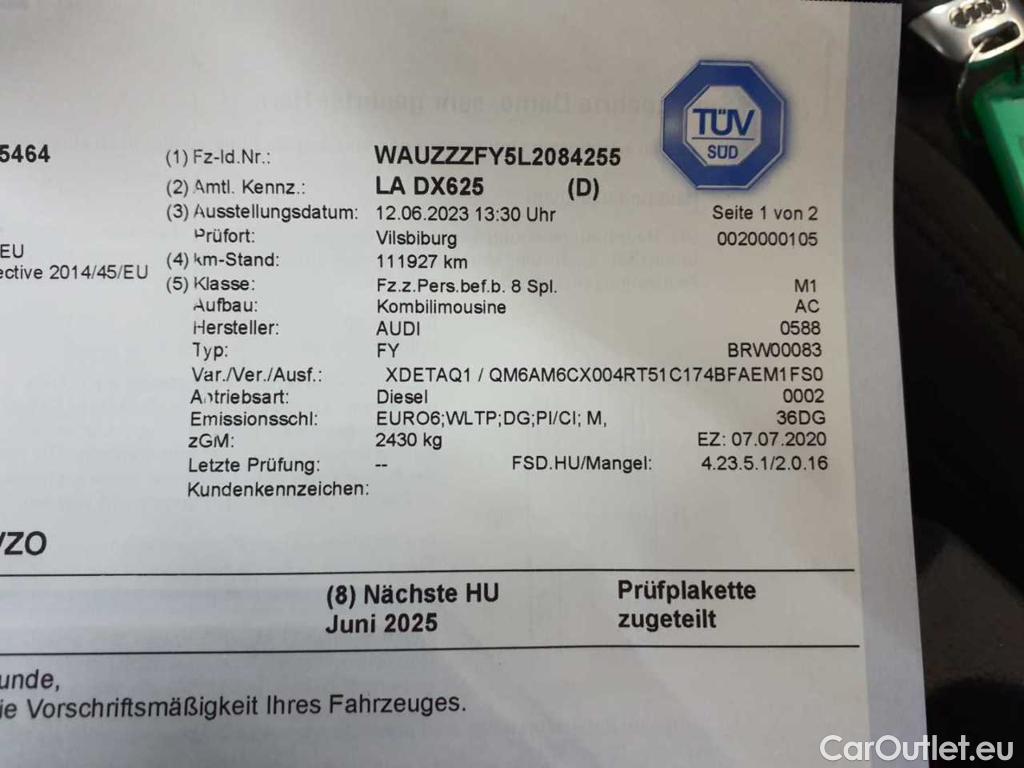 TÜV
SÜD
5464
(1) Fz-Id.Nr.: WAUZZZFY5L2084255
(2) Amtl. Kennz.: LA DX625 (D)
(3) Ausstellungsdatum: 12.06.2023 13:30 Uhr Seite 1 von 2
Prüfort: Vilsbiburg 0020000105
EU
(4) km-Stand: 111927 km
ective 2014/45/EU
(5) Klasse: Fz.z.Pers.bef.b. 8 Spl. M1
Aufbau: Kombilimousine AC
Hersteller: AUDI 0588
Typ: FY BRW00083
Var./Ver./Ausf.: XDETAQ1 / QM6AM6CX004RT51C174BFAEM1FS0
Antriebsart: Diesel 0002
Emissionsschl: EURO6;WLTP;DG;PI/CI; M, 36DG
zGM: 2430 kg EZ: 07.07.2020
Letzte Prüfung: -- FSD.HU/Mangel: 4.23.5.1/2.0.16
Kundenkennzeichen:
VZO
(8) Nächste HU Prüfplakette
Juni 2025 zugeteilt
unde,
ie Vorschriftsmäßigkeit Ihres Fahrzeuges.
CarOutlet.eu